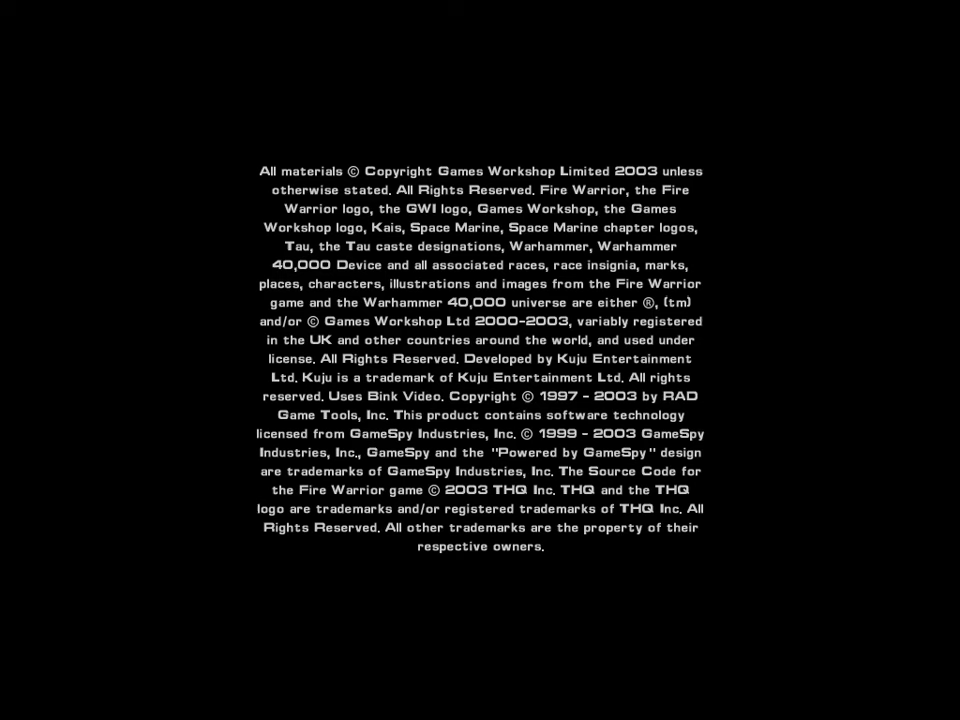 All materials © Copyright Games Workshop Limited 2003 unless
otherwise stated. All Rights Reserved. Fire Warrior, the Fire
Warrior logo, the GWI logo, Games Workshop, the Games
Workshop logo, Kais, Space Marine, Space Marine chapter logos,
Tau, the Tau caste designations, Warhammer, Warhammer
40,000 Device and all associated races, race insignia, marks,
places, characters, illustrations and images from the Fire Warrior
game and the Warhammer 40,000 universe are either ®, (tm)
and/or © Games Workshop Ltd 2000-2003, variably registered
in the UK and other countries around the world, and used under
license. All Rights Reserved. Developed by Kuju Entertainment
Ltd. Kuju is a trademark of Kuju Entertainment Ltd. All rights
reserved. Uses Bink Video. Copyright © 1997 - 2003 by RAD
Game Tools, Inc. This product contains software technology
licensed from GameSpy Industries, Inc. © 1999 - 2003 GameSpy
Industries, Inc., GameSpy and the "Powered by GameSpy" design
are trademarks of GameSpy Industries, Inc. The Source Code for
the Fire Warrior game © 2003 THQ Inc. THQ and the THQ
logo are trademarks and/or registered trademarks of THQ Inc. All
Rights Reserved. All other trademarks are the property of their
respective owners.